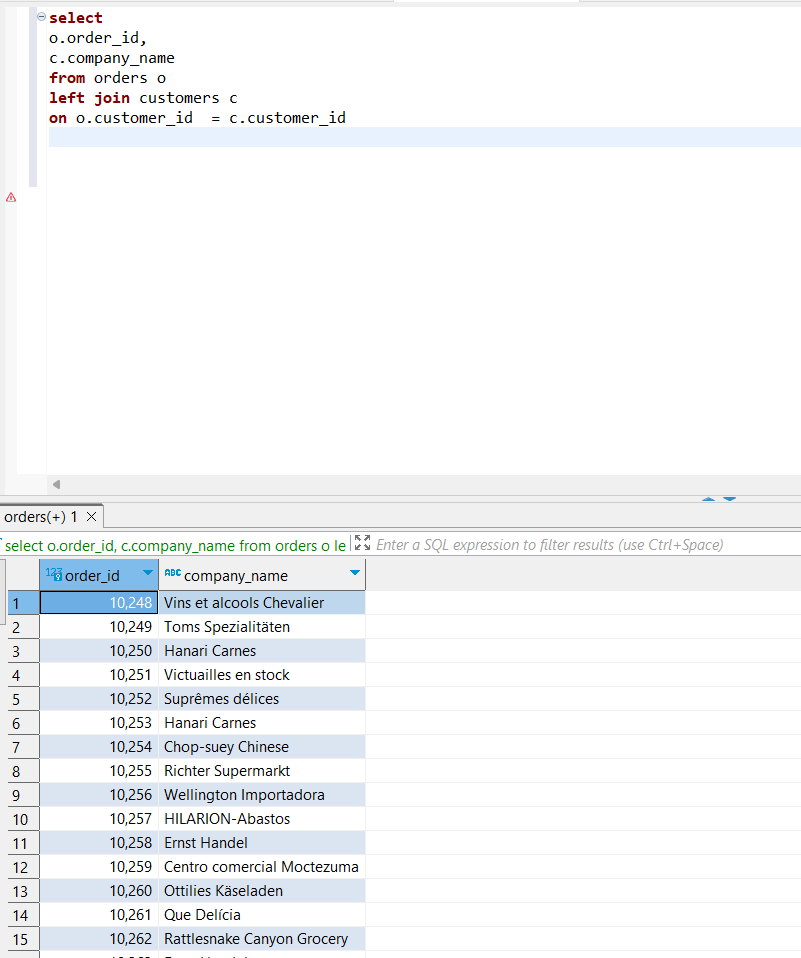 select
o.order_id,
c.company_name
from orders o
left join customers c
on o.customer_id  = c.customer_id
orders(+) 1
select o.order_id, c.company_name from orders o le Enter a SQL expression to filter results (use Ctrl+Space)
123 order_id ABC company_name
1 10,248 Vins et alcools Chevalier
2 10,249 Toms Spezialitäten
3 10,250 Hanari Carnes
4 10,251 Victuailles en stock
5 10,252 Suprêmes délices
6 10,253 Hanari Carnes
7 10,254 Chop-suey Chinese
8 10,255 Richter Supermarkt
9 10,256 Wellington Importadora
10 10,257 HILARION-Abastos
11 10,258 Ernst Handel
12 10,259 Centro comercial Moctezuma
13 10,260 Ottilies Käseladen
14 10,261 Que Delícia
15 10,262 Rattlesnake Canyon Grocery